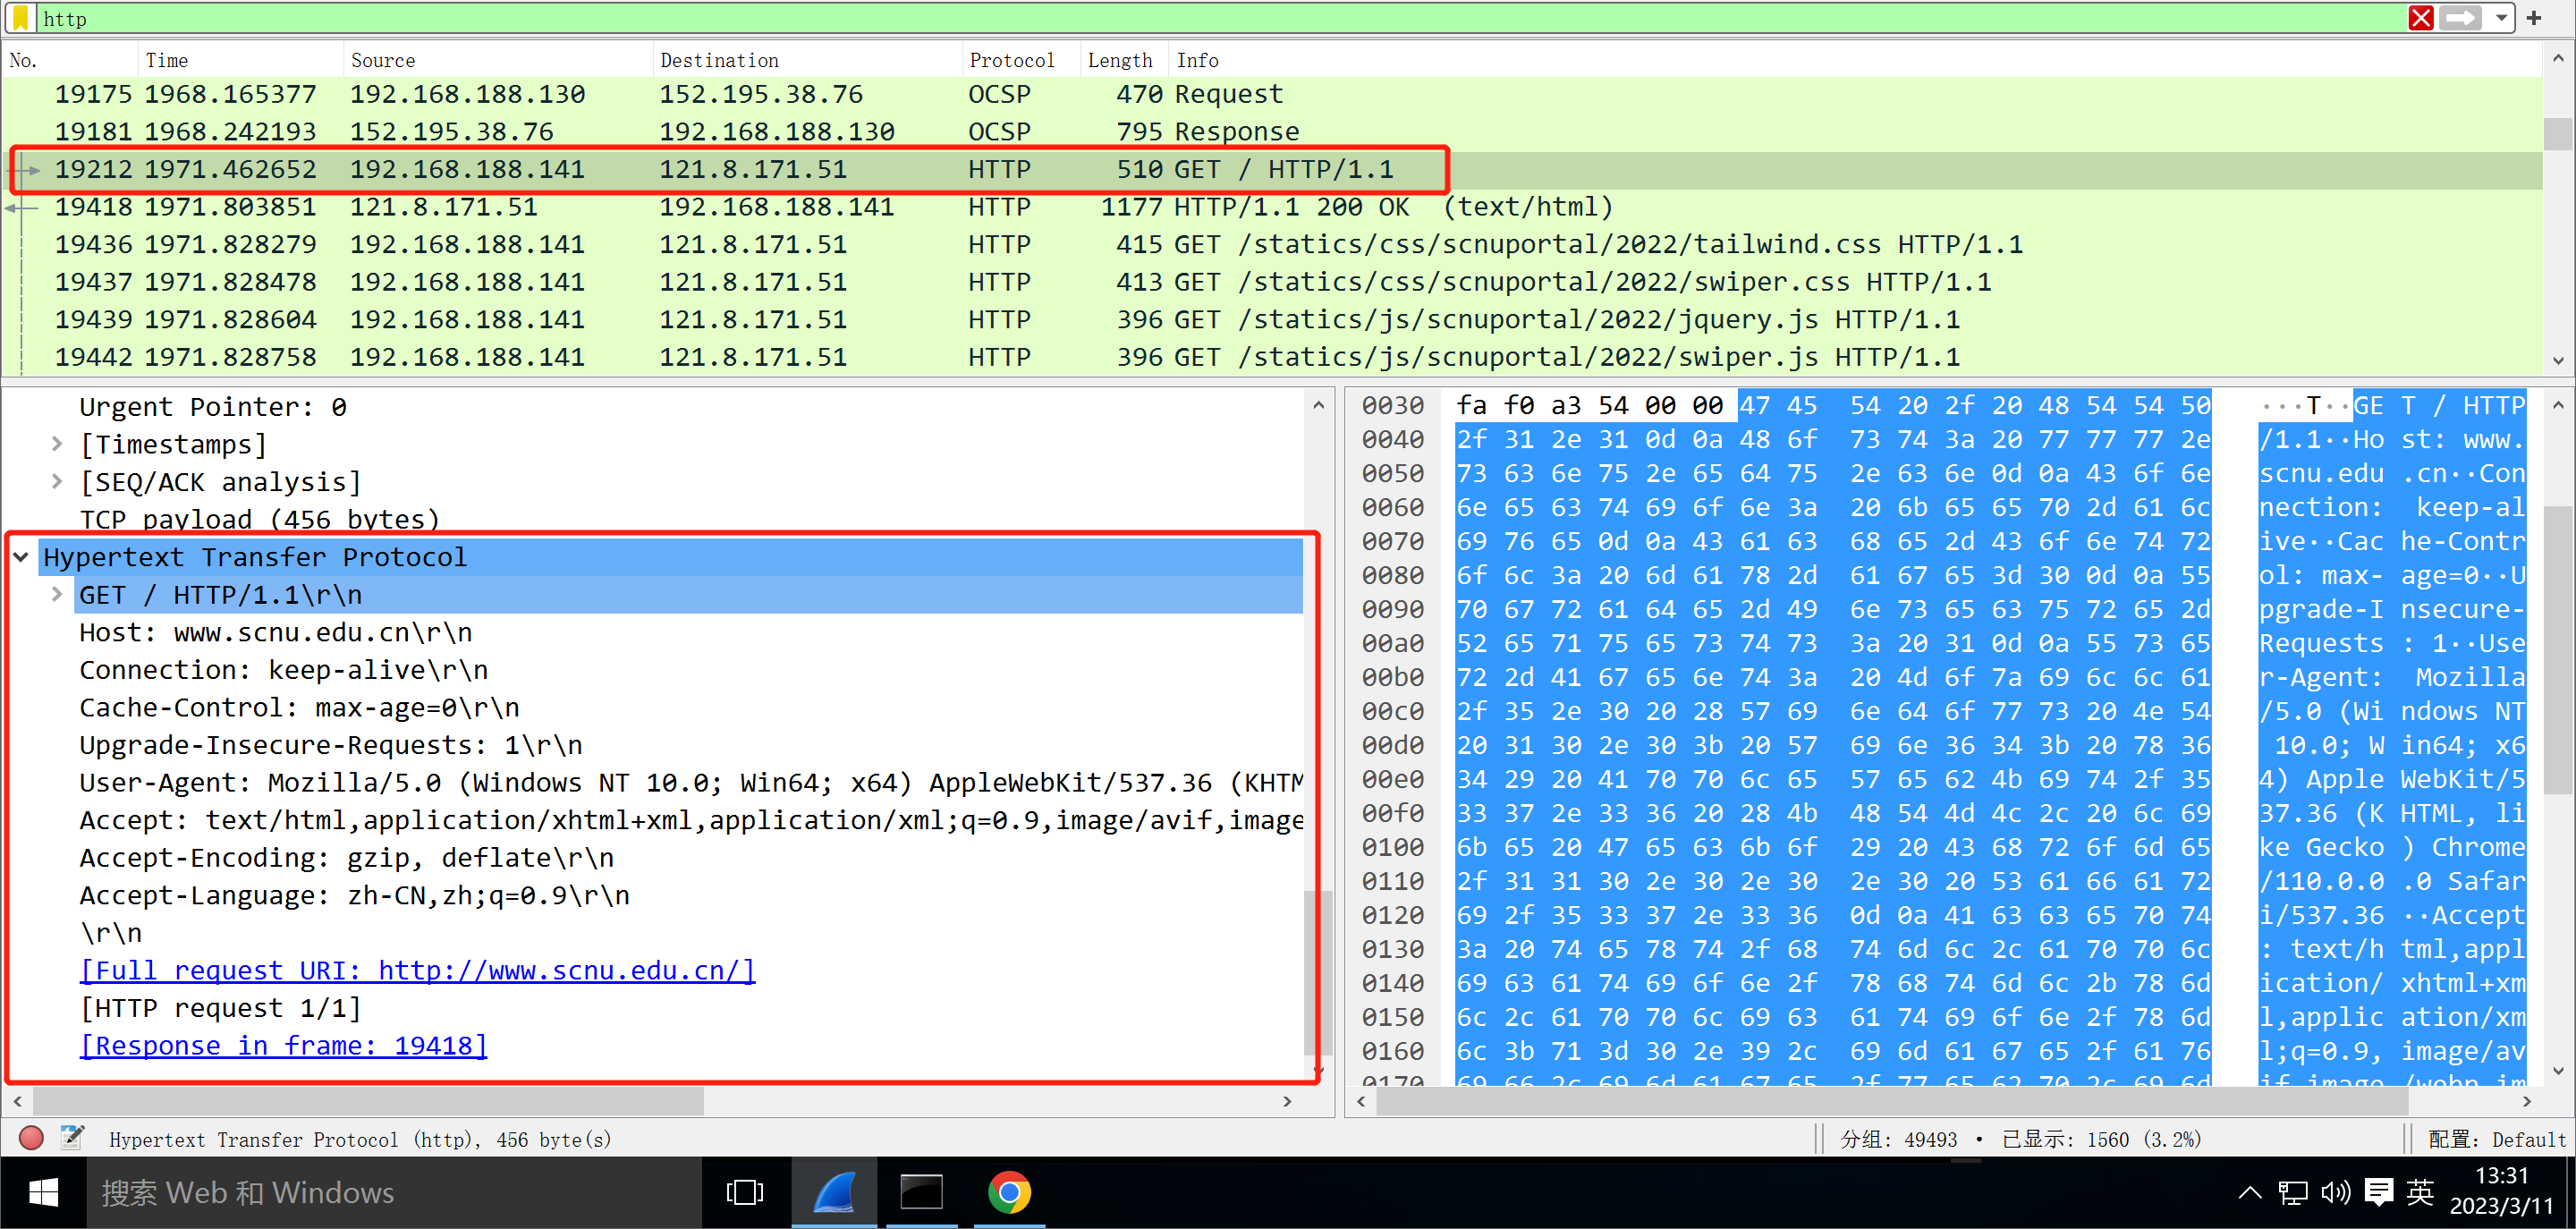 http
No. Time Source Destination Protocol Length Info
19175 1968.165377 192.168.188.130 152.195.38.76 OCSP 470 Request
19181 1968.242193 152.195.38.76 192.168.188.130 OCSP 795 Response
19212 1971.462652 192.168.188.141 121.8.171.51 HTTP 510 GET / HTTP/1.1
19418 1971.803851 121.8.171.51 192.168.188.141 HTTP 1177 HTTP/1.1 200 OK  (text/html)
19436 1971.828279 192.168.188.141 121.8.171.51 HTTP 415 GET /statics/css/scnuportal/2022/tailwind.css HTTP/1.1
19437 1971.828478 192.168.188.141 121.8.171.51 HTTP 413 GET /statics/css/scnuportal/2022/swiper.css HTTP/1.1
19439 1971.828604 192.168.188.141 121.8.171.51 HTTP 396 GET /statics/js/scnuportal/2022/jquery.js HTTP/1.1
19442 1971.828758 192.168.188.141 121.8.171.51 HTTP 396 GET /statics/js/scnuportal/2022/swiper.js HTTP/1.1
Urgent Pointer: 0
[Timestamps]
[SEQ/ACK analysis]
TCP payload (456 bytes)
Hypertext Transfer Protocol
GET / HTTP/1.1\r\n
Host: www.scnu.edu.cn\r\n
Connection: keep-alive\r\n
Cache-Control: max-age=0\r\n
Upgrade-Insecure-Requests: 1\r\n
User-Agent: Mozilla/5.0 (Windows NT 10.0; Win64; x64) AppleWebKit/537.36 (KHTM
Accept: text/html,application/xhtml+xml,application/xml;q=0.9,image/avif,image
Accept-Encoding: gzip, deflate\r\n
Accept-Language: zh-CN,zh;q=0.9\r\n
\r\n
[Full request URI: http://www.scnu.edu.cn/]
[HTTP request 1/1]
[Response in frame: 19418]
0030 fa f0 a3 54 00 00 47 45 54 20 2f 20 48 54 54 50 ···T··GE T / HTTP
0040 2f 31 2e 31 0d 0a 48 6f 73 74 3a 20 77 77 77 2e /1.1··Ho st: www.
0050 73 63 6e 75 2e 65 64 75 2e 63 6e 0d 0a 43 6f 6e scnu.edu .cn··Con
0060 6e 65 63 74 69 6f 6e 3a 20 6b 65 65 70 2d 61 6c nection:  keep-al
0070 69 76 65 0d 0a 43 61 63 68 65 2d 43 6f 6e 74 72 ive··Cac he-Contr
0080 6f 6c 3a 20 6d 61 78 2d 61 67 65 3d 30 0d 0a 55 ol: max- age=0··U
0090 70 67 72 61 64 65 2d 49 6e 73 65 63 75 72 65 2d pgrade-I nsecure-
00a0 52 65 71 75 65 73 74 73 3a 20 31 0d 0a 55 73 65 Requests : 1··Use
00b0 72 2d 41 67 65 6e 74 3a 20 4d 6f 7a 69 6c 6c 61 r-Agent:  Mozilla
00c0 2f 35 2e 30 20 28 57 69 6e 64 6f 77 73 20 4e 54 /5.0 (Wi ndows NT
00d0 20 31 30 2e 30 3b 20 57 69 6e 36 34 3b 20 78 36  10.0; W in64; x6
00e0 34 29 20 41 70 70 6c 65 57 65 62 4b 69 74 2f 35 4) Apple WebKit/5
00f0 33 37 2e 33 36 20 28 4b 48 54 4d 4c 2c 20 6c 69 37.36 (K HTML, li
0100 6b 65 20 47 65 63 6b 6f 29 20 43 68 72 6f 6d 65 ke Gecko ) Chrome
0110 2f 31 31 30 2e 30 2e 30 2e 30 20 53 61 66 61 72 /110.0.0 .0 Safar
0120 69 2f 35 33 37 2e 33 36 0d 0a 41 63 63 65 70 74 i/537.36 ··Accept
0130 3a 20 74 65 78 74 2f 68 74 6d 6c 2c 61 70 70 6c : text/h tml,appl
0140 69 63 61 74 69 6f 6e 2f 78 68 74 6d 6c 2b 78 6d ication/ xhtml+xm
0150 6c 2c 61 70 70 6c 69 63 61 74 69 6f 6e 2f 78 6d l,applic ation/xm
0160 6c 3b 71 3d 30 2e 39 2c 69 6d 61 67 65 2f 61 76 l;q=0.9, image/av
0170 69 66 2c 69 6d 61 67 65 2f 77 65 62 70 2c 69 6d if,image /webp,im
Hypertext Transfer Protocol (http), 456 byte(s)
分组: 49493 · 已显示: 1560 (3.2%)
配置: Default
搜索 Web 和 Windows
英
13:31
2023/3/11